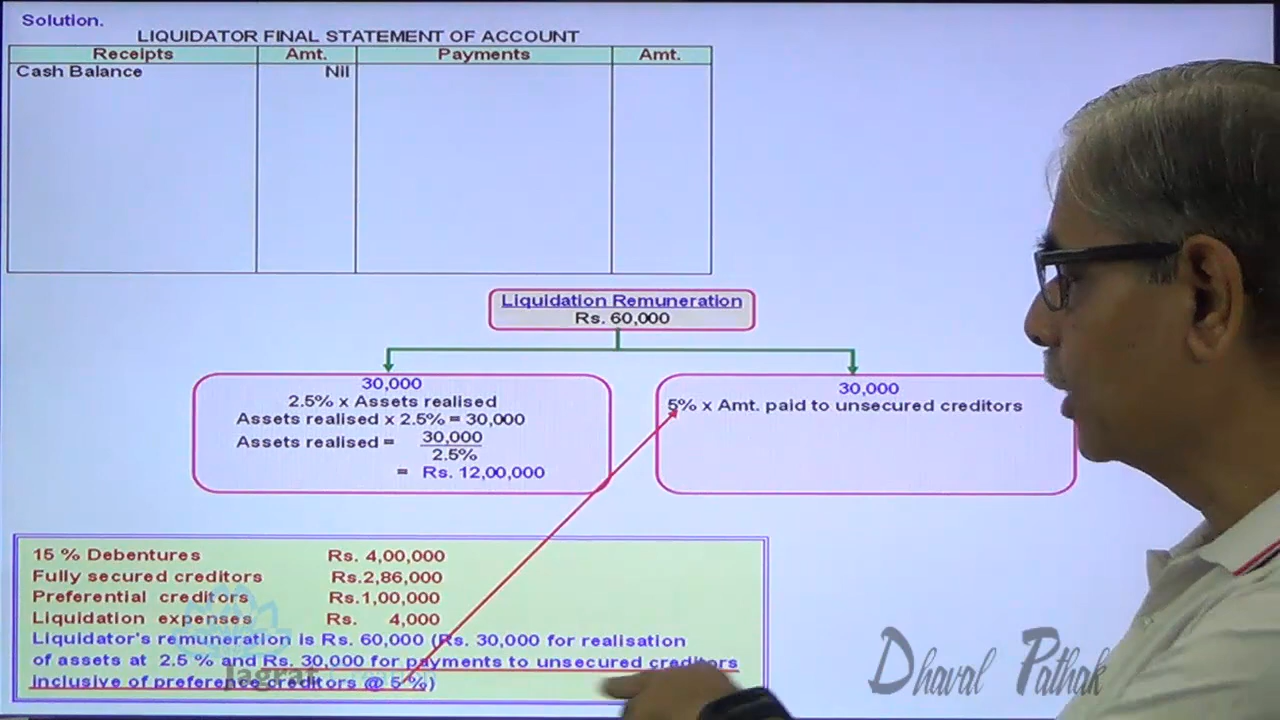 Solution.
LIQUIDATOR FINAL STATEMENT OF ACCOUNT
Receipts Amt. Payments Amt.
Cash Balance Nil
Liquidation Remuneration
Rs. 60,000
30,000
2.5% x Assets realised
Assets realised x 2.5% = 30,000
Assets realised = 30,000
2.5%
= Rs. 12,00,000
30,000
5% x Amt. paid to unsecured creditors
15 % Debentures Rs. 4,00,000
Fully secured creditors Rs.2,86,000
Preferential creditors Rs.1,00,000
Liquidation expenses Rs. 4,000
Liquidator's remuneration is Rs. 60,000 (Rs. 30,000 for realisation
of assets at 2.5 % and Rs. 30,000 for payments to unsecured creditors
inclusive of preference creditors @ 5 %)
Dhaval Pathak